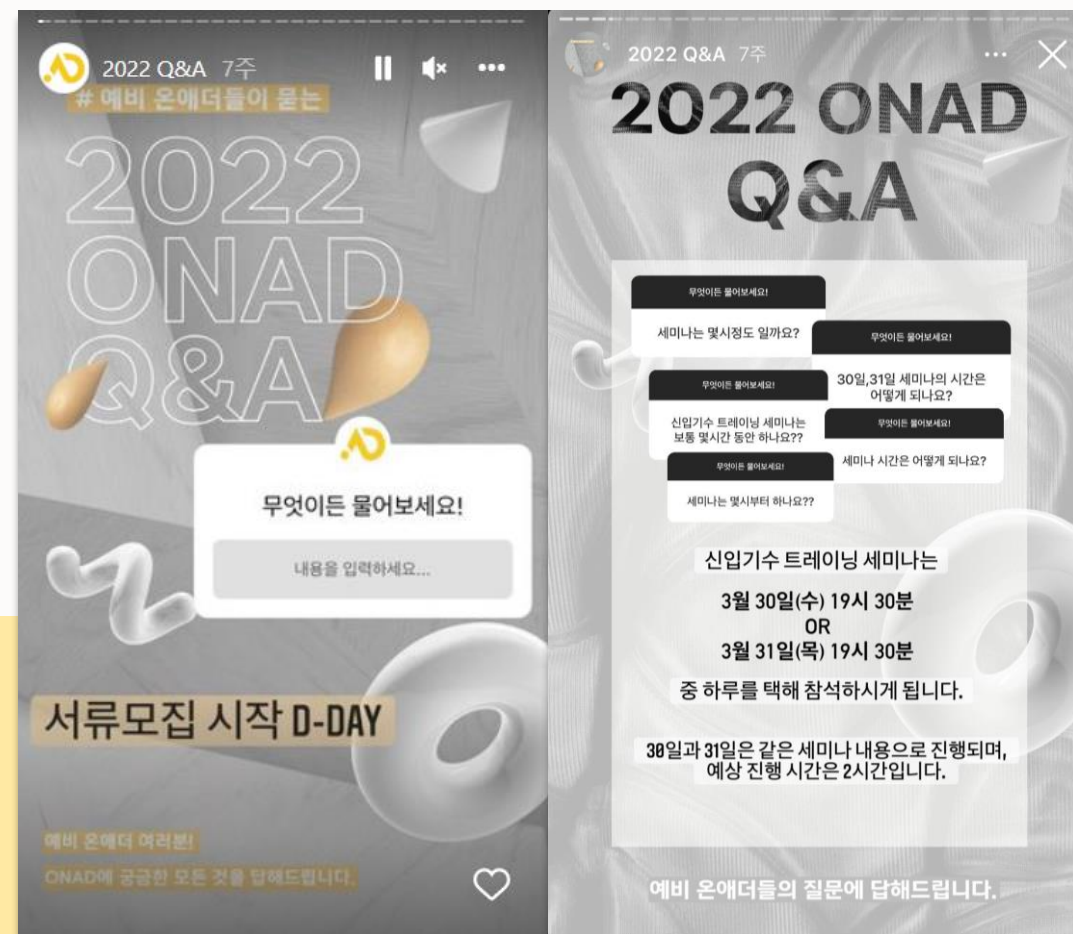 2022 Q&A 7주
# 예비 온애더들이 묻는
2022
ONAD
Q&A
무엇이든 물어보세요!
내용을 입력하세요...
서류모집 시작 D-DAY
예비 온애더 여러분!
ONAD에 궁금한 모든 것을 답해드립니다.
2022 Q&A 7주
2022 ONAD
Q&A
무엇이든 물어보세요!
세미나는 몇시정도 일까요?
무엇이든 물어보세요!
30일,31일 세미나의 시간은
어떻게 되나요?
무엇이든 물어보세요!
신입기수 트레이닝 세미나는
보통 몇시간 동안 하나요??
무엇이든 물어보세요!
세미나 시간은 어떻게 되나요?
무엇이든 물어보세요!
세미나는 몇시부터 하나요??
신입기수 트레이닝 세미나는
3월 30일(수) 19시 30분
OR
3월 31일(목) 19시 30분
중 하루를 택해 참석하시게 됩니다.
30일과 31일은 같은 세미나 내용으로 진행되며,
예상 진행 시간은 2시간입니다.
예비 온애더들의 질문에 답해드립니다.